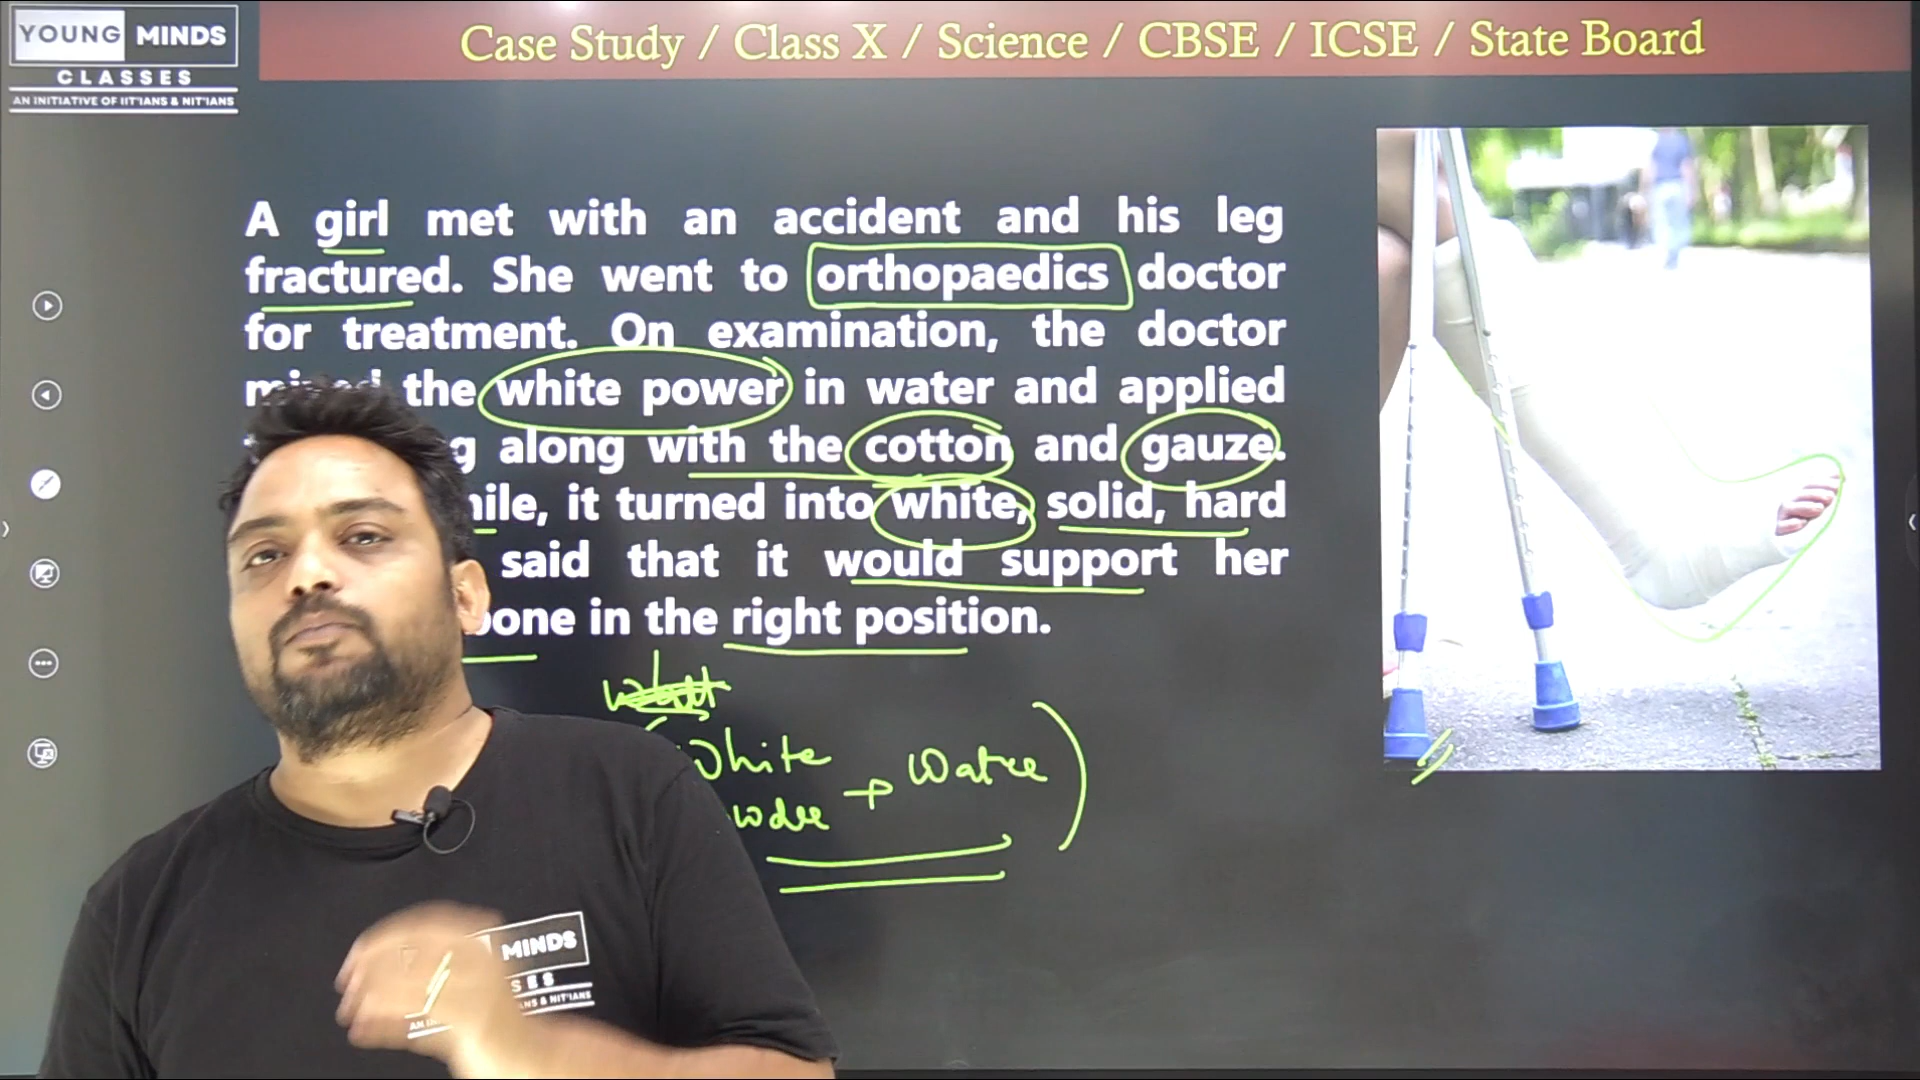 YOUNG MINDS
CLASSES
AN INITIATIVE OF IIT'IANS & NIT'IANS
Case Study / Class X / Science / CBSE / ICSE / State Board
A girl met with an accident and his leg
fractured. She went to orthopaedics doctor
for treatment. On examination, the doctor
the white power in water and applied
along with the cotton and gauze.
it turned into white, solid, hard
said that it would support her
in the right position.
White
+ Water
MINDS